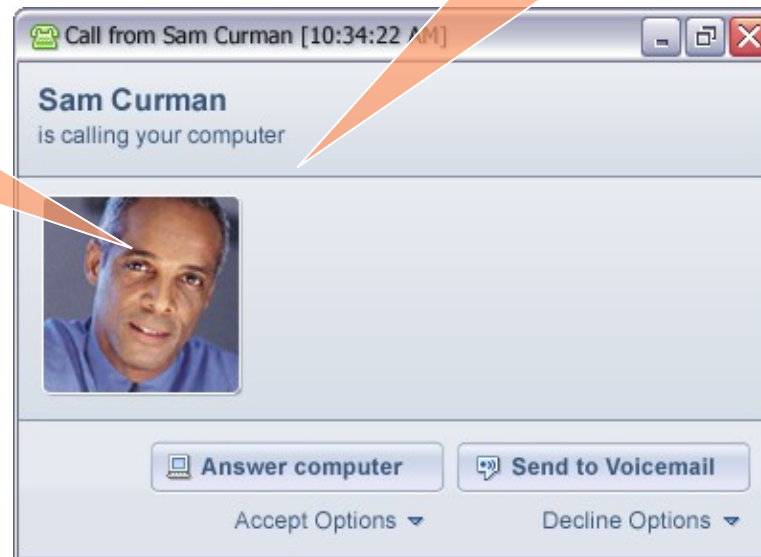 Call from Sam Curman [10:34:22 AM]
Sam Curman
is calling your computer
Answer computer
Send to Voicemail
Accept Options
Decline Options